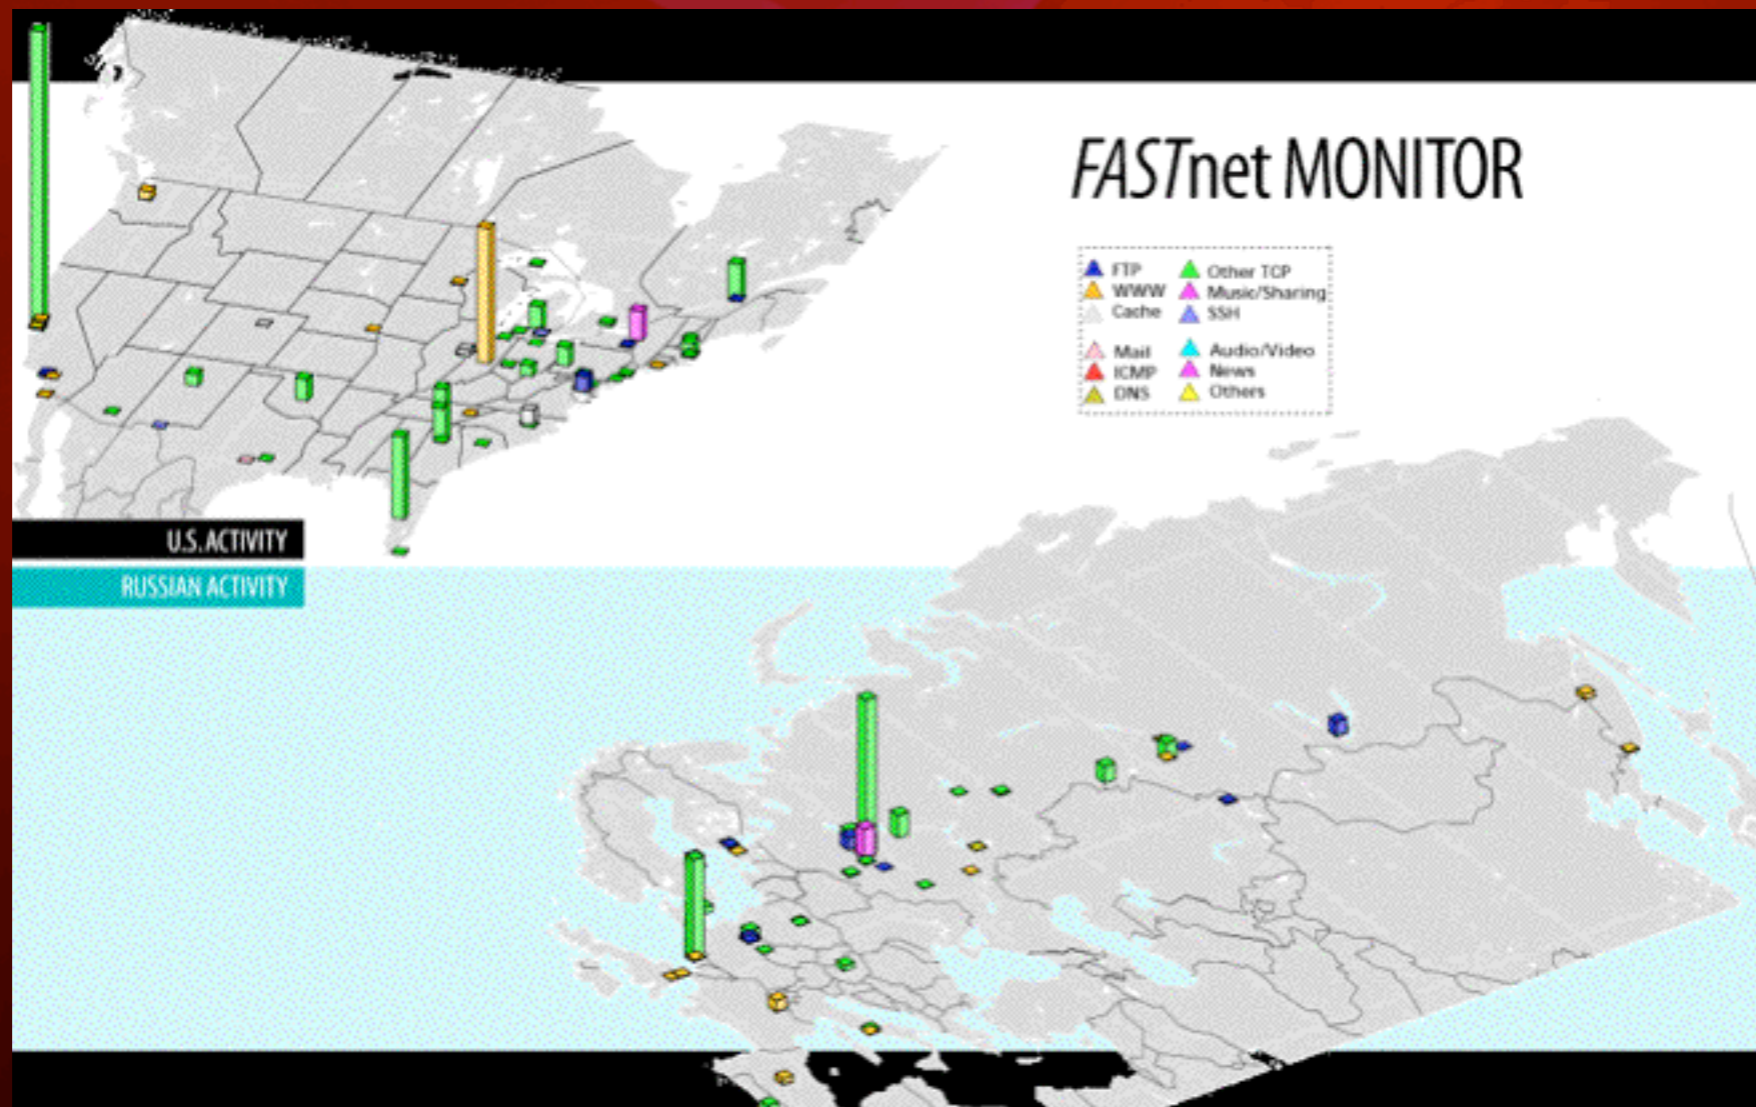 FASTnet MONITOR
FTP
WWW
Cache
Mail
ICMP
DNS
Other TCP
Music/Sharing
SSH
Audio/Video
News
Others
U.S. ACTIVITY
RUSSIAN ACTIVITY